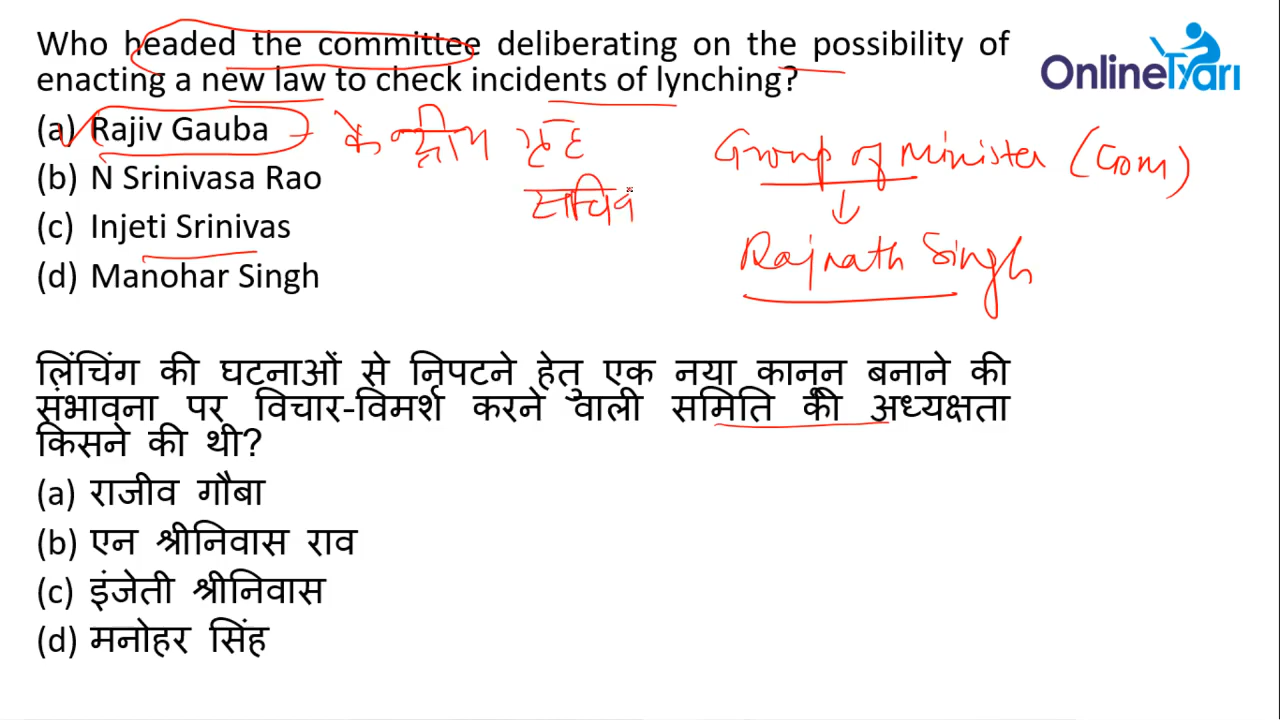 Who headed the committee deliberating on the possibility of
enacting a new law to check incidents of lynching?
(a) Rajiv Gauba - केन्द्रीय गृह
सचिव
(b) N Srinivasa Rao
(c) Injeti Srinivas
(d) Manohar Singh
OnlineTyari
Group of Minister (Gom)
Rajnath Singh
लिंचिंग की घटनाओं से निपटने हेतु एक नया कानून बनाने की
संभावना पर विचार-विमर्श करने वाली समिति की अध्यक्षता
किसने की थी?
(a) राजीव गौबा
(b) एन श्रीनिवास राव
(c) इंजेती श्रीनिवास
(d) मनोहर सिंह